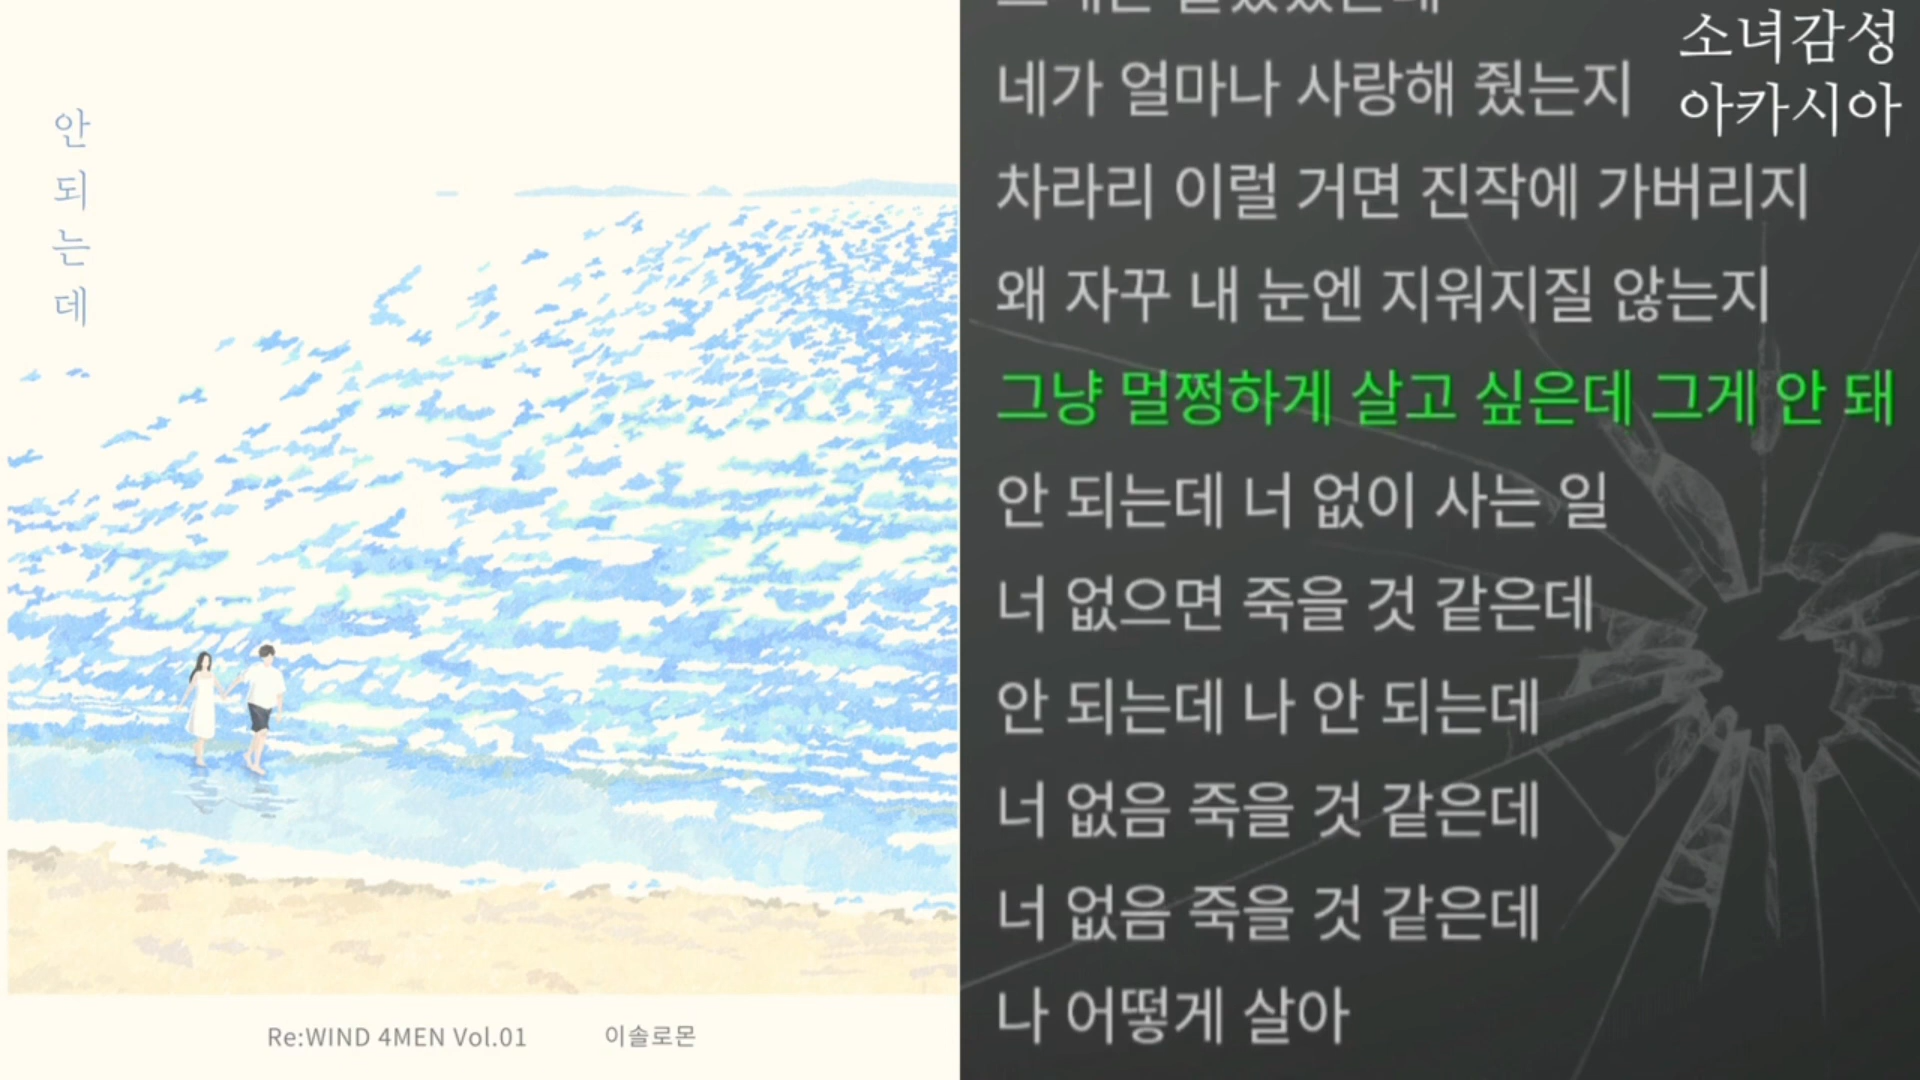 안되는데
Re:WIND 4MEN Vol.01 이솔로몬
소녀감성
아카시아
네가 얼마나 사랑해 줬는지
차라리 이럴 거면 진작에 가버리지
왜 자꾸 내 눈엔 지워지질 않는지
그냥 멀쩡하게 살고 싶은데 그게 안 돼
안 되는데 너 없이 사는 일
너 없으면 죽을 것 같은데
안 되는데 나 안 되는데
너 없음 죽을 것 같은데
너 없음 죽을 것 같은데
나 어떻게 살아